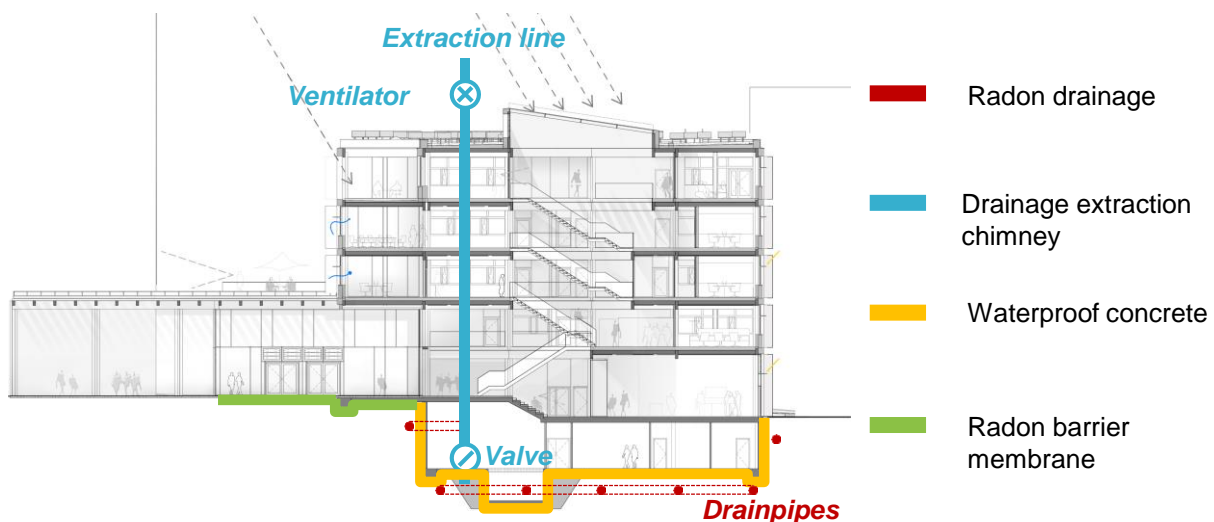 Extraction line
Ventilator
Valve
Drainpipes
Radon drainage
Drainage extraction
chimney
Waterproof concrete
Radon barrier
membrane